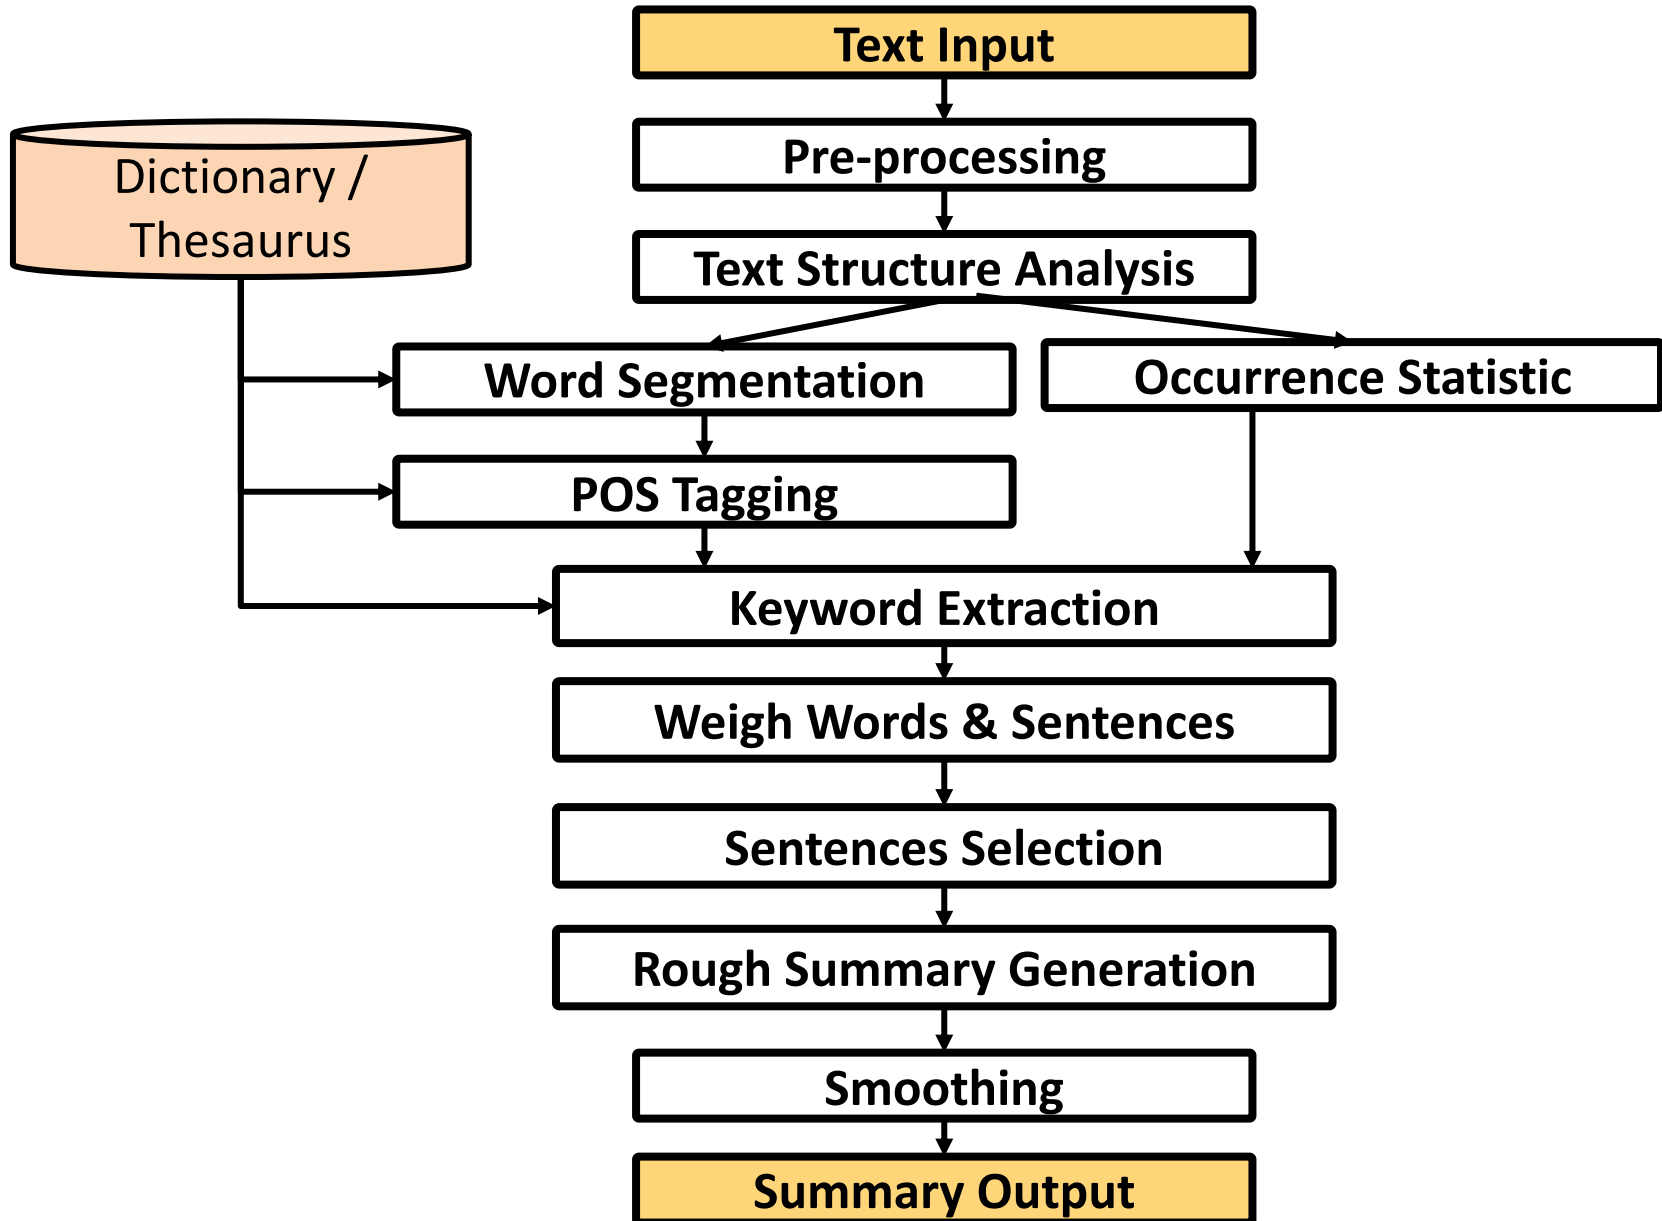 Text Input
Pre-processing
Dictionary /
Thesaurus
Text Structure Analysis
Word Segmentation
Occurrence Statistic
POS Tagging
Keyword Extraction
Weigh Words & Sentences
Sentences Selection
Rough Summary Generation
Smoothing
Summary Output